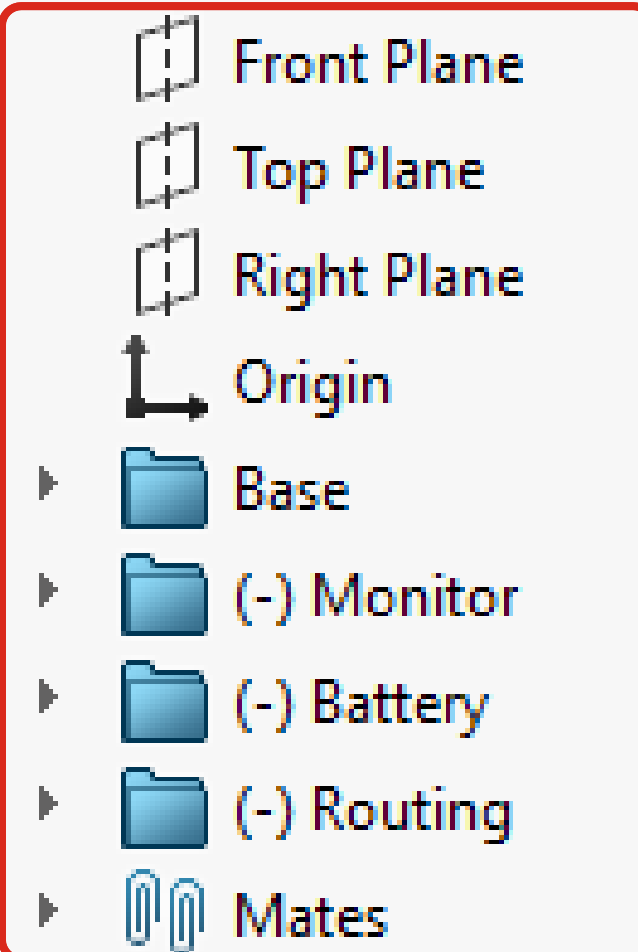 Front Plane
Top Plane
Right Plane
Origin
Base
(-) Monitor
(-) Battery
(-) Routing
Mates